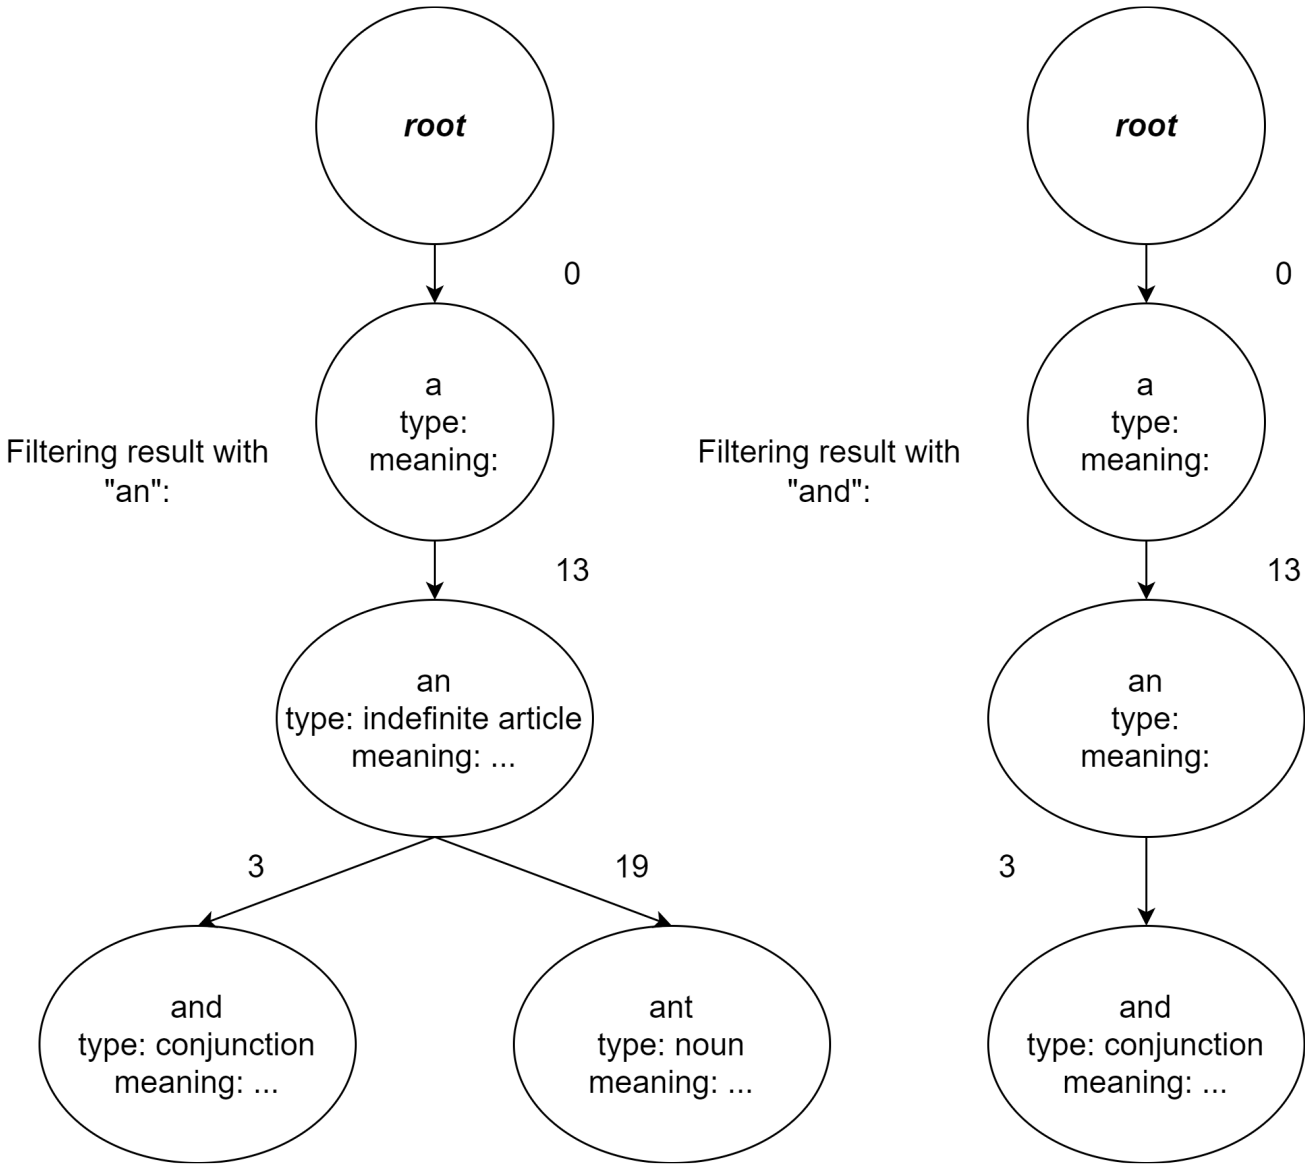 root
0
a
type:
meaning:
Filtering result with
"an":
13
an
type: indefinite article
meaning: ...
3
19
and
type: conjunction
meaning: ...
ant
type: noun
meaning: ...
root
0
a
type:
meaning:
Filtering result with
"and":
13
an
type:
meaning:
3
and
type: conjunction
meaning: ...